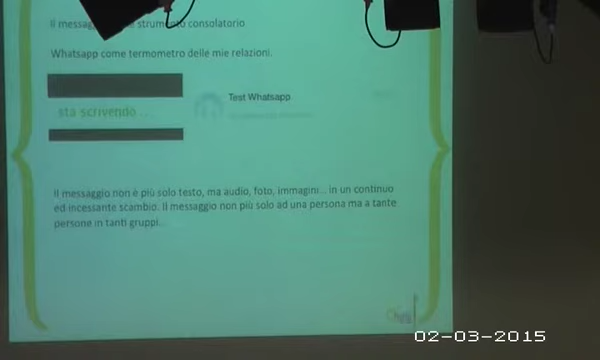 Il messag strumento consolatorio
Whatsapp come termometro delle mie relazioni.
sta scrivendo ...
Test Whatsapp
Il messaggio non è più solo testo, ma audio, foto, immagini... in un continuo
ed incessante scambio. Il messaggio non più solo ad una persona ma a tante
persone in tanti gruppi.
02-03-2015